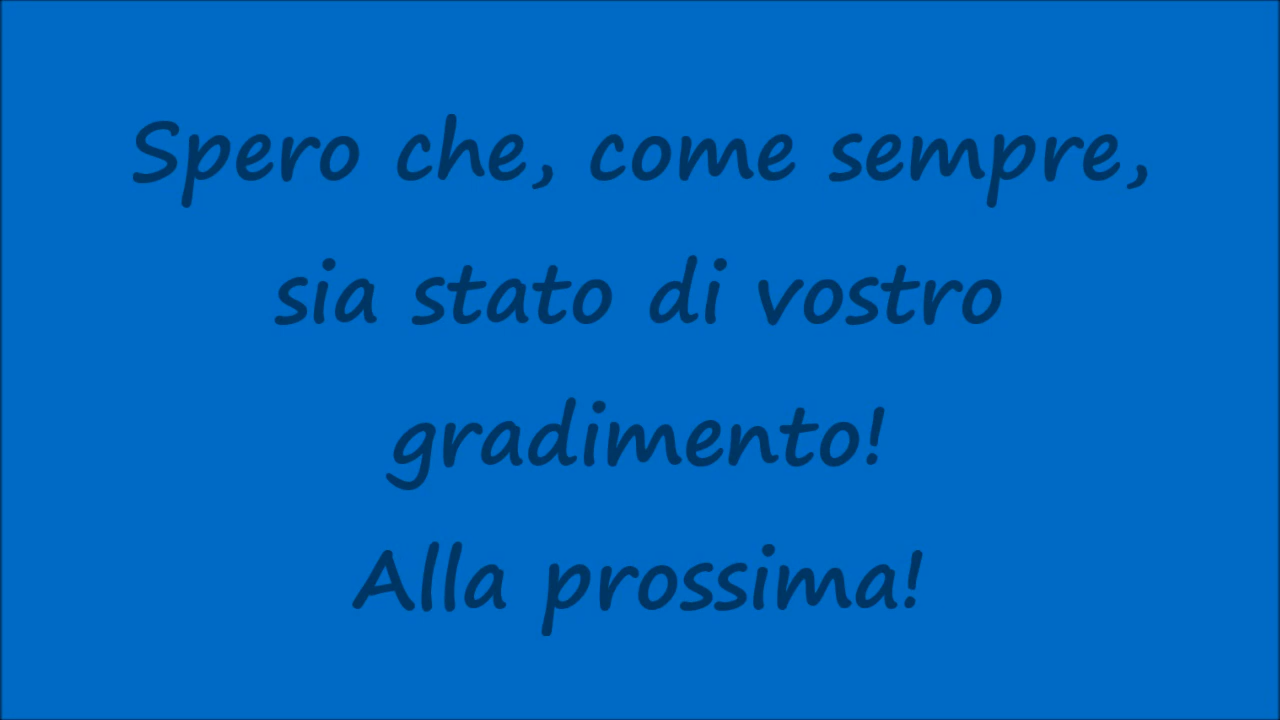 Spero che, come sempre,
sia stato di vostro
gradimento!
Alla prossima!